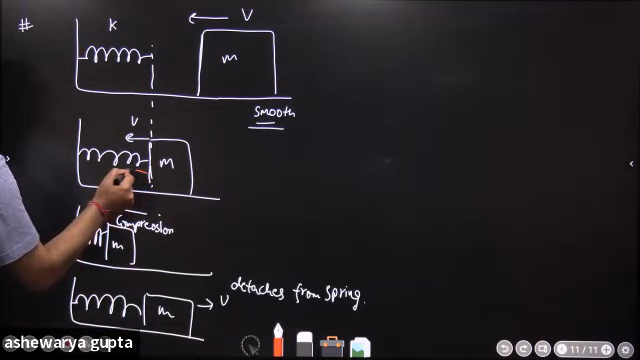 # K V
m
Smooth
V
m
Compression
m
detaches from spring.
m V
ashewarya gupta
11 / 11